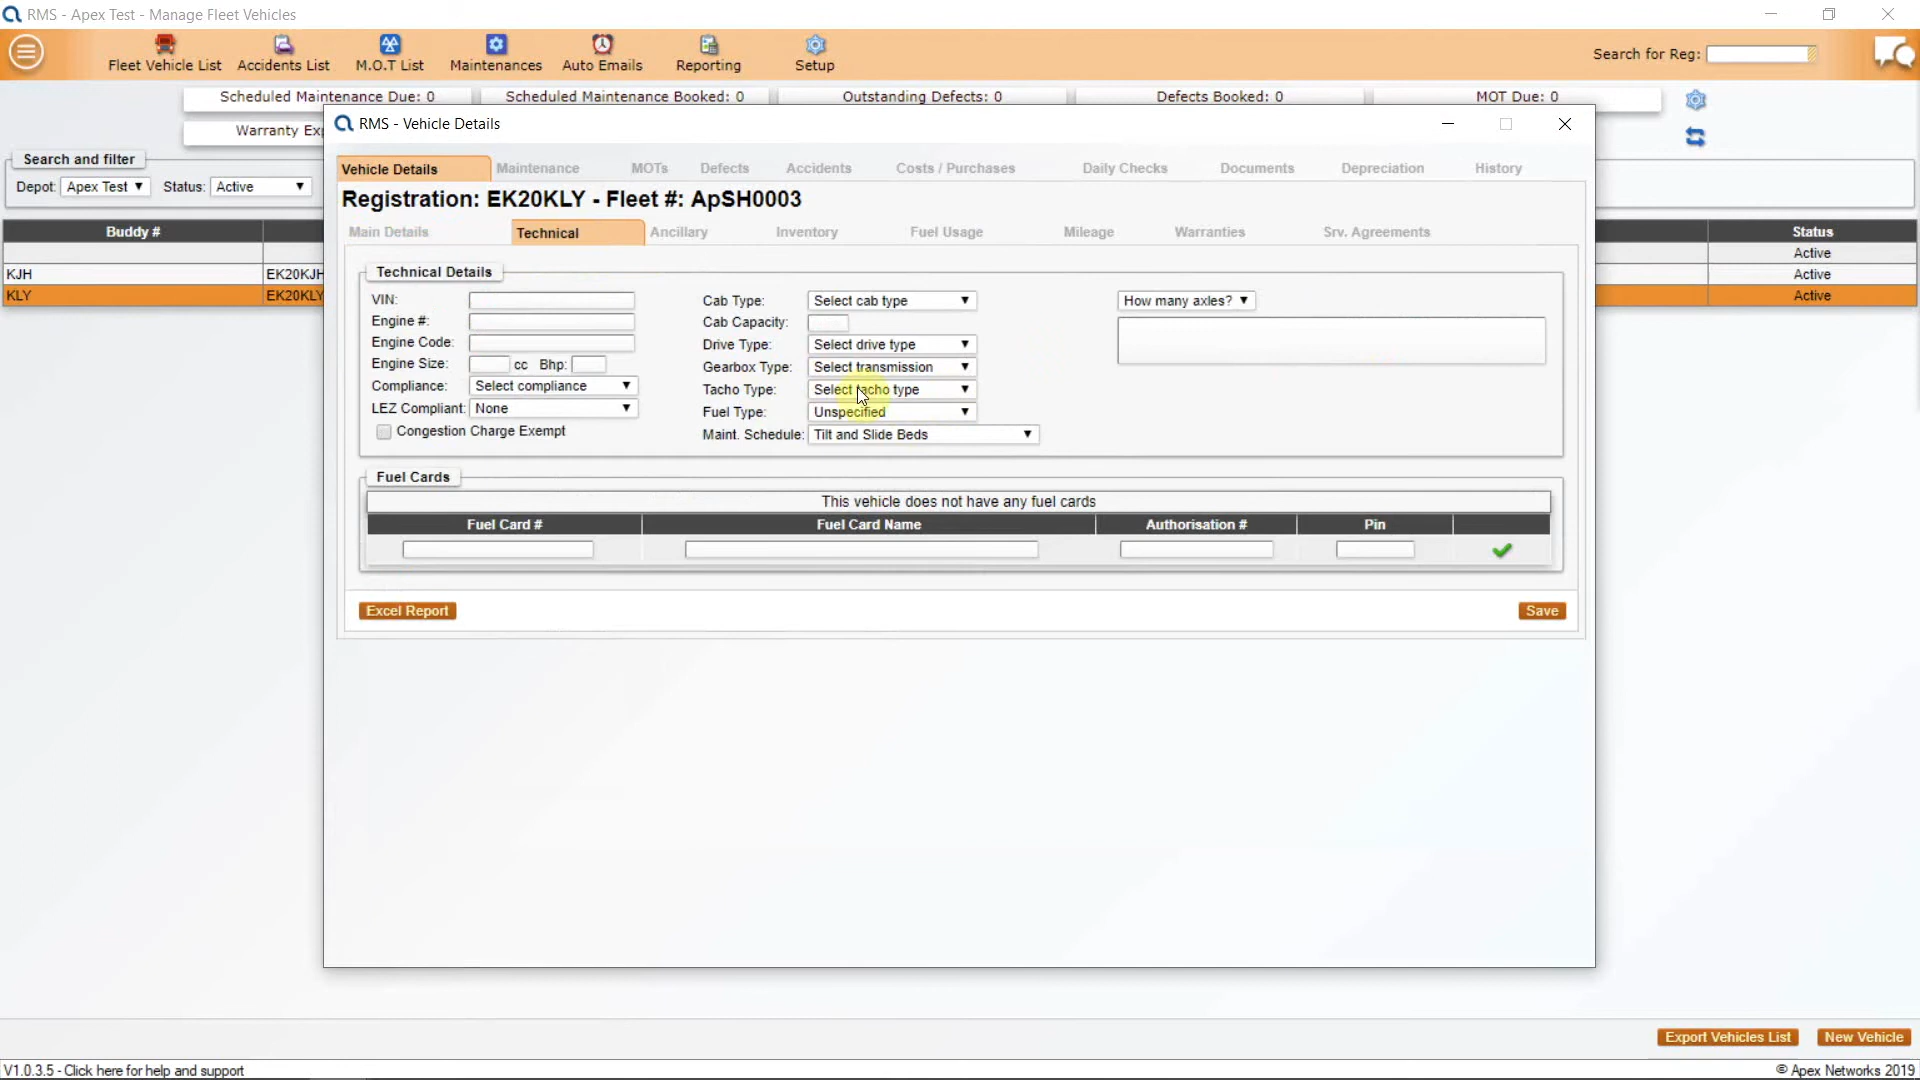 RMS - Apex Test - Manage Fleet Vehicles
Fleet Vehicle List
Accidents List
M.O.T List
Maintenances
Auto Emails
Reporting
Setup
Search for Reg:
Scheduled Maintenance Due: 0
Scheduled Maintenance Booked: 0
Outstanding Defects: 0
Defects Booked: 0
MOT Due: 0
Warranty Exp
Search and filter
Depot: Apex Test
Status: Active
Buddy #
Status
Active
KJH
EK20KJH
Active
KLY
EK20KLY
Active
RMS - Vehicle Details
Vehicle Details
Maintenance
MOTs
Defects
Accidents
Costs / Purchases
Daily Checks
Documents
Depreciation
History
Registration: EK20KLY - Fleet #: ApSH0003
Main Details
Technical
Ancillary
Inventory
Fuel Usage
Mileage
Warranties
Srv. Agreements
Technical Details
VIN:
Engine #:
Engine Code:
Engine Size: cc Bhp:
Compliance: Select compliance
LEZ Compliant: None
Congestion Charge Exempt
Cab Type: Select cab type
Cab Capacity:
Drive Type: Select drive type
Gearbox Type: Select transmission
Tacho Type: Select tacho type
Fuel Type: Unspecified
Maint. Schedule: Tilt and Slide Beds
How many axles?
Fuel Cards
This vehicle does not have any fuel cards
Fuel Card #
Fuel Card Name
Authorisation #
Pin
Excel Report
Save
Export Vehicles List
New Vehicle
V1.0.3.5 - Click here for help and support
© Apex Networks 2019